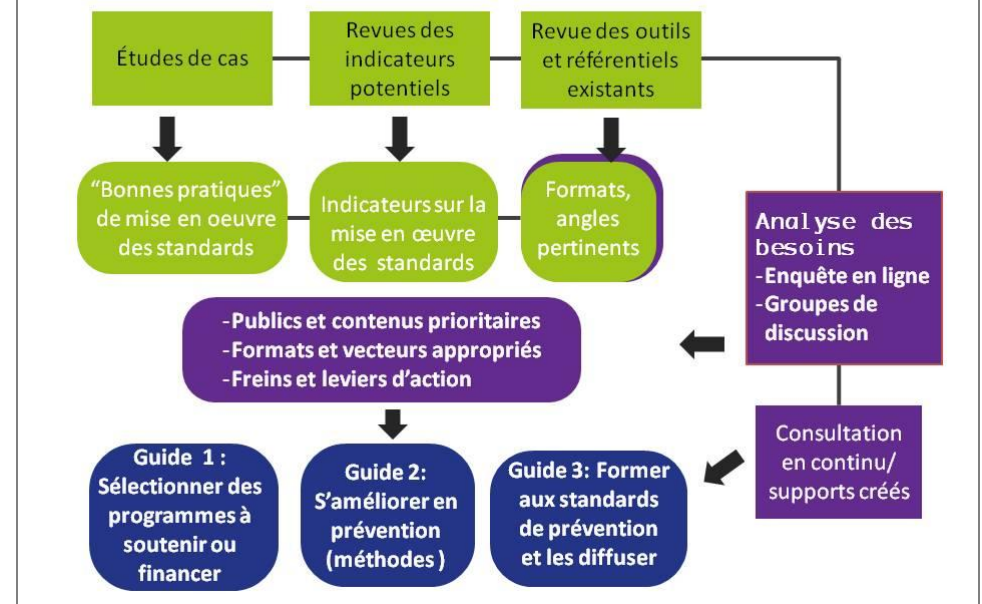 Études de cas
Revues des
indicateurs
potentiels
Revue des outils
et référentiels
existants
“Bonnes pratiques”
de mise en oeuvre
des standards
Indicateurs sur la
mise en œuvre
des standards
Formats,
angles
pertinents
Analyse des
besoins
-Enquête en ligne
-Groupes de
discussion
-Publics et contenus prioritaires
-Formats et vecteurs appropriés
-Freins et leviers d’action
Consultation
en continu/
supports créés
Guide 1 :
Sélectionner des
programmes à
soutenir ou
financer
Guide 2:
S’améliorer en
prévention
(méthodes )
Guide 3: Former
aux standards
de prévention
et les diffuser